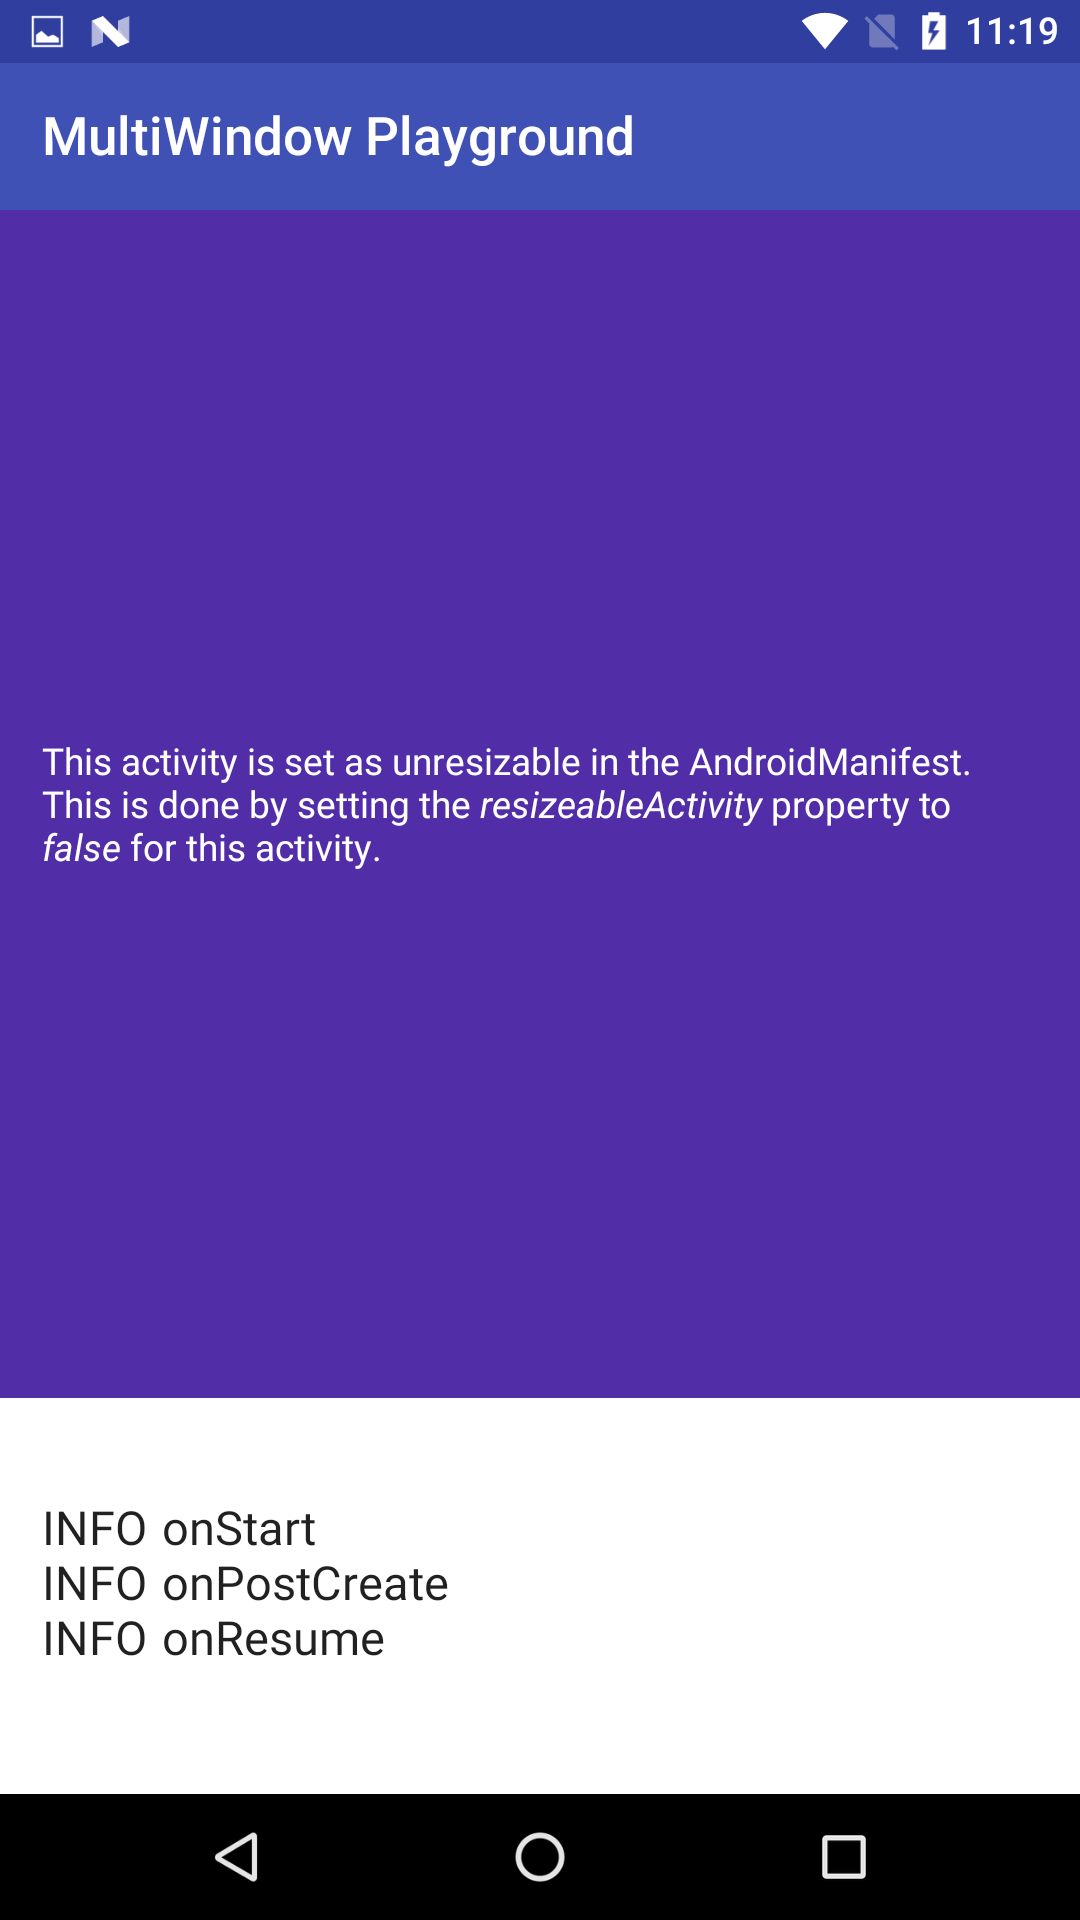 11:19
MultiWindow Playground
This activity is set as unresizable in the AndroidManifest.
This is done by setting the resizeableActivity property to
false for this activity.
INFO onStart
INFO onPostCreate
INFO onResume